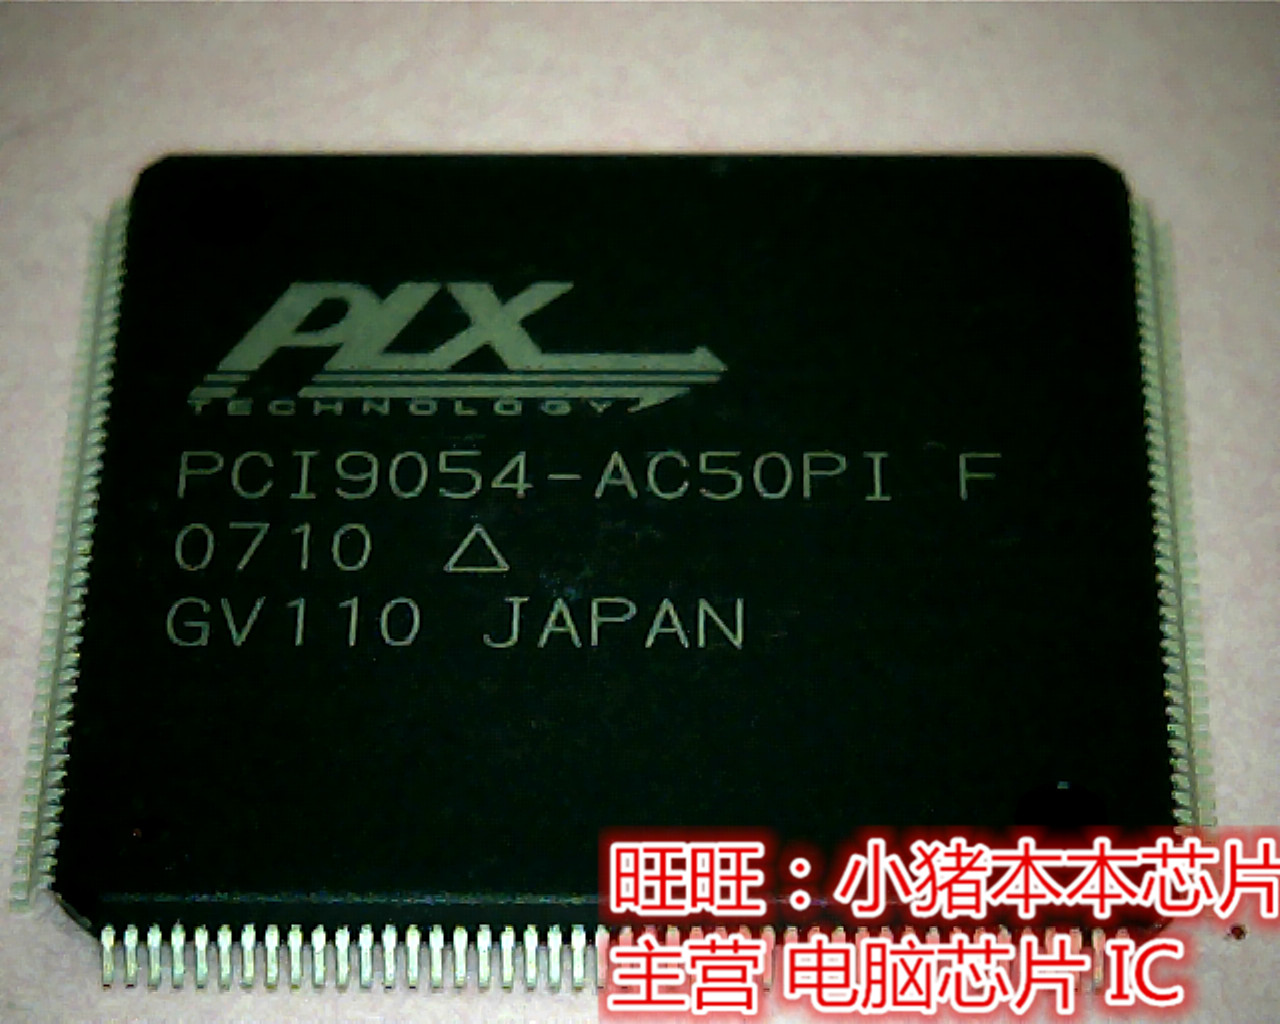 PLX
TECHNOLOGY
PCI9054-AC50PI F
0710 △
GV110 JAPAN
旺旺：小猪本本芯片
主营 电脑芯片 IC